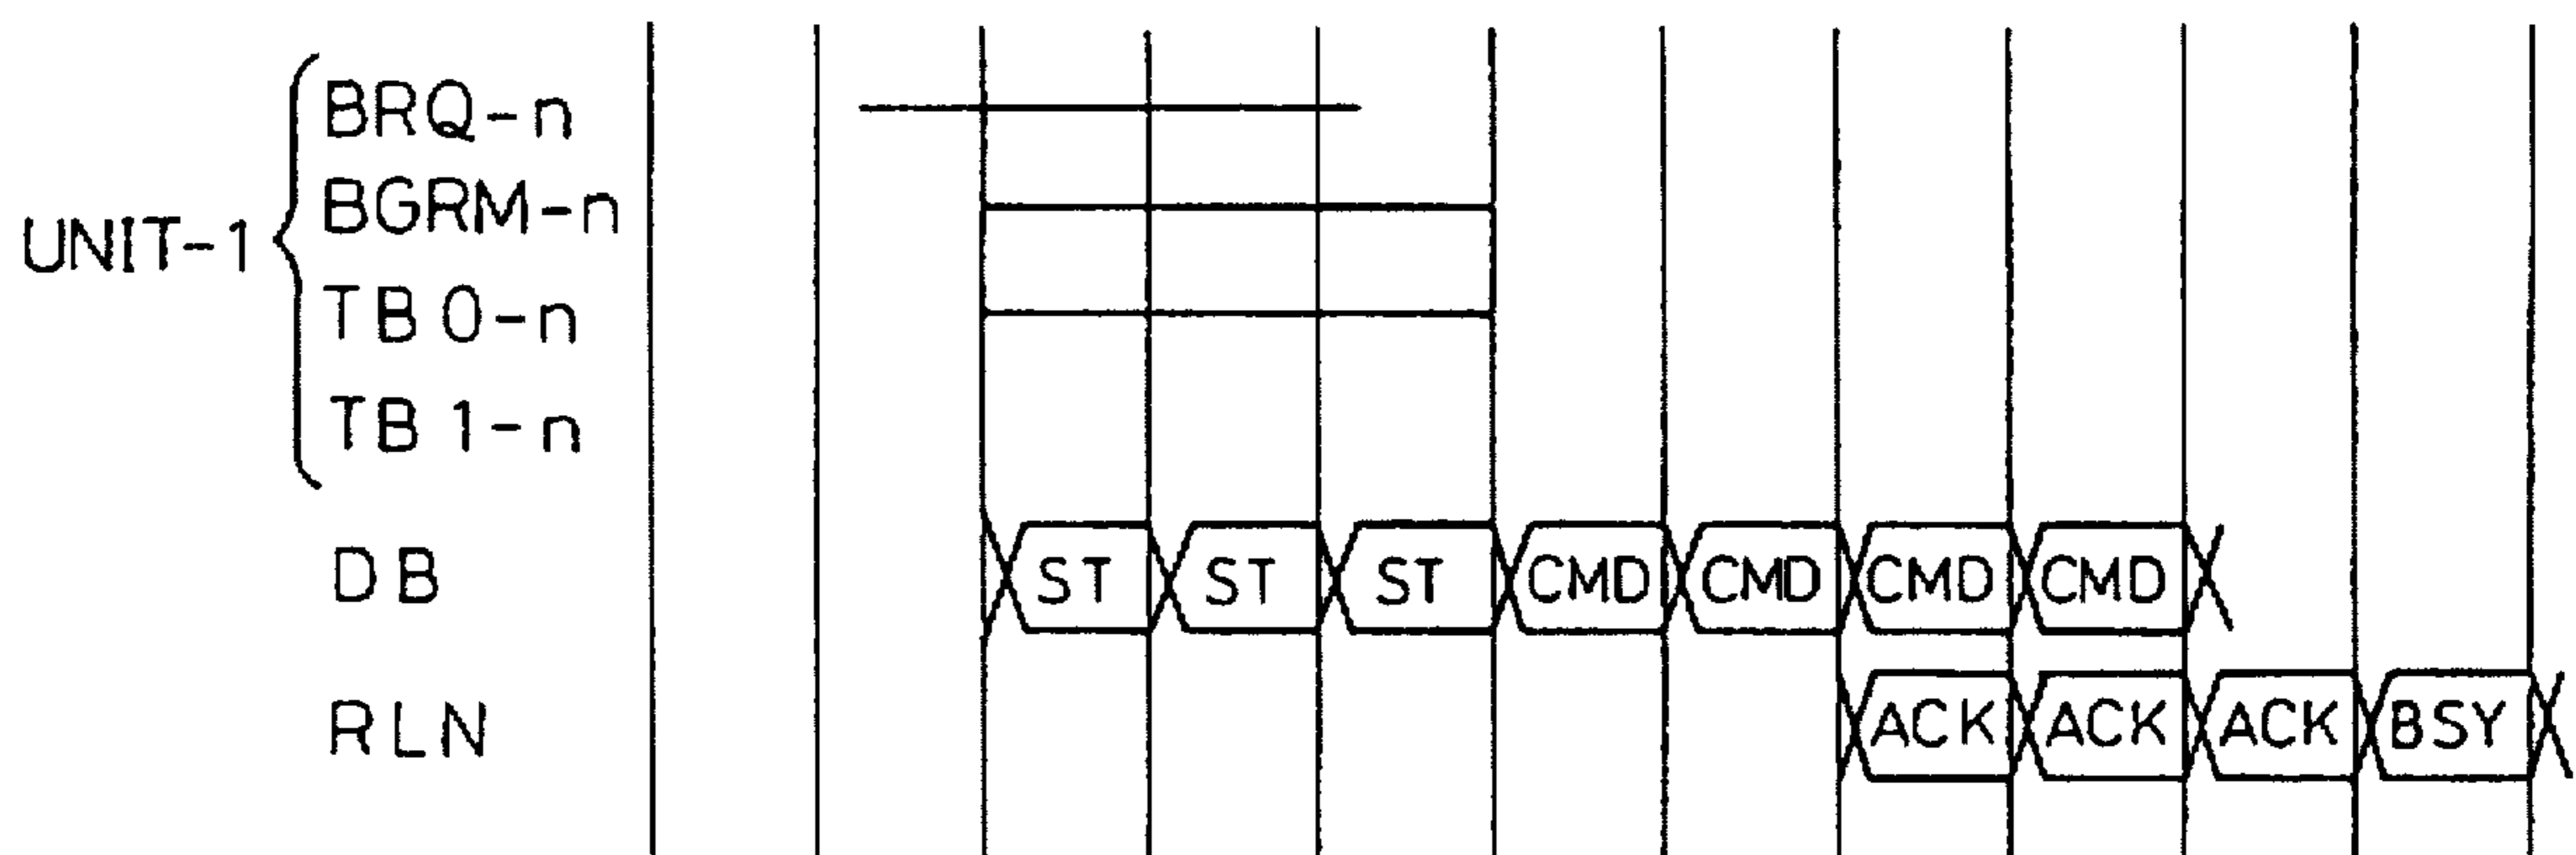 BRQ-n
BGRM-n
UNIT-1
TB 0-n
TB 1-n
DB ST ST ST CMD CMD CMD CMD
RLN ACK ACK ACK BSY